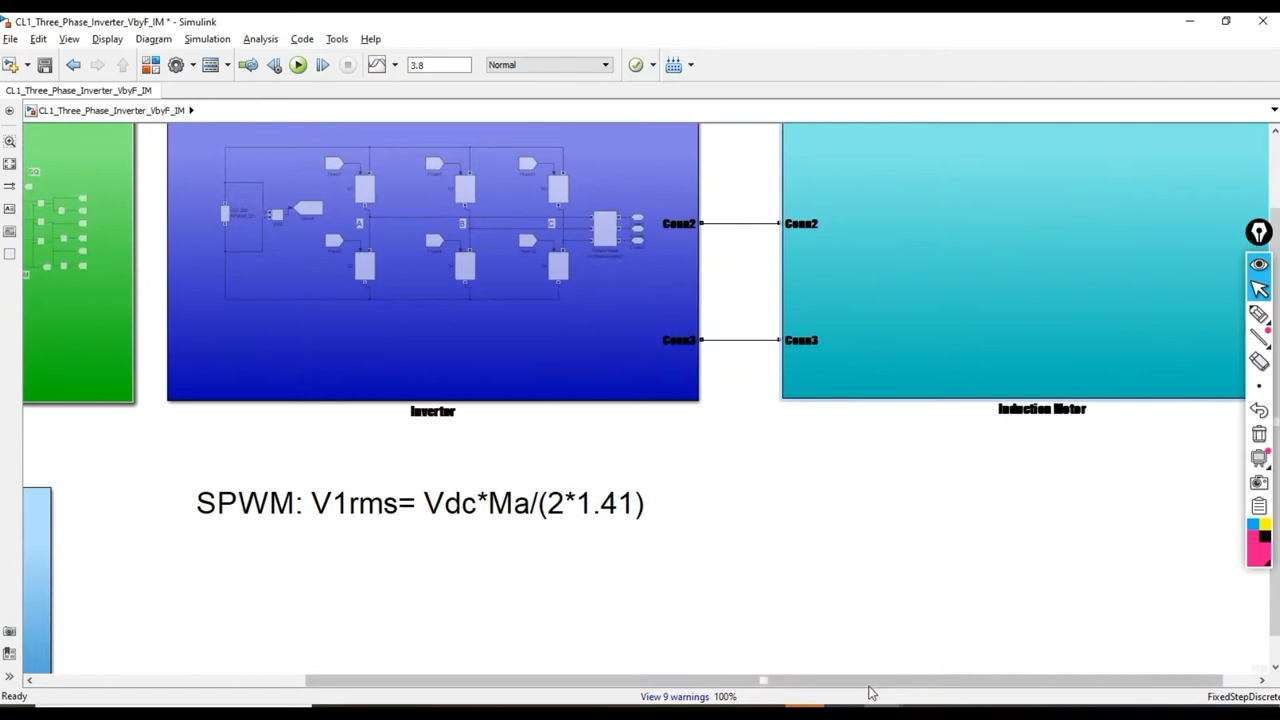 CL1_Three_Phase_Inverter_VbyF_IM * - Simulink
File Edit View Display Diagram Simulation Analysis Code Tools Help
3.8 Normal
CL1_Three_Phase_Inverter_VbyF_IM
CL1_Three_Phase_Inverter_VbyF_IM
A B C
Conn2 Conn2
Conn3 Conn3
Invertor
Induction Motor
SPWM: V1rms= Vdc*Ma/(2*1.41)
Ready View 9 warnings 100% FixedStepDiscrete